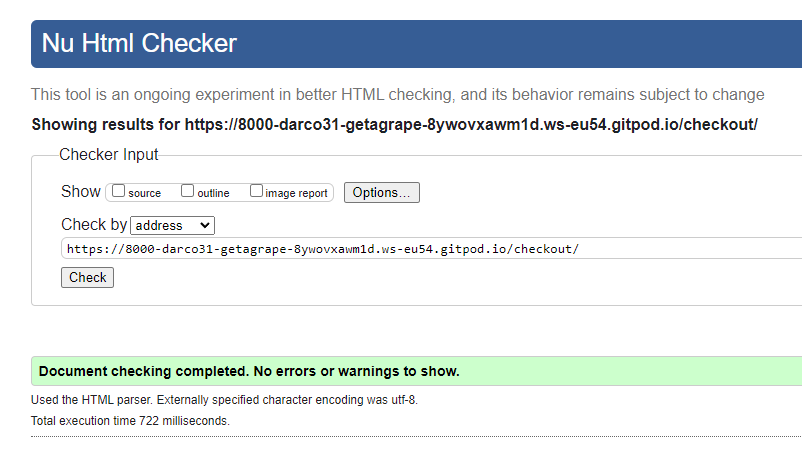 Nu Html Checker
This tool is an ongoing experiment in better HTML checking, and its behavior remains subject to change
Showing results for https://8000-darco31-getagrape-8ywovxawm1d.ws-eu54.gitpod.io/checkout/
Checker Input
Show source outline image report Options...
Check by address
https://8000-darco31-getagrape-8ywovxawm1d.ws-eu54.gitpod.io/checkout/
Check
Document checking completed. No errors or warnings to show.
Used the HTML parser. Externally specified character encoding was utf-8.
Total execution time 722 milliseconds.